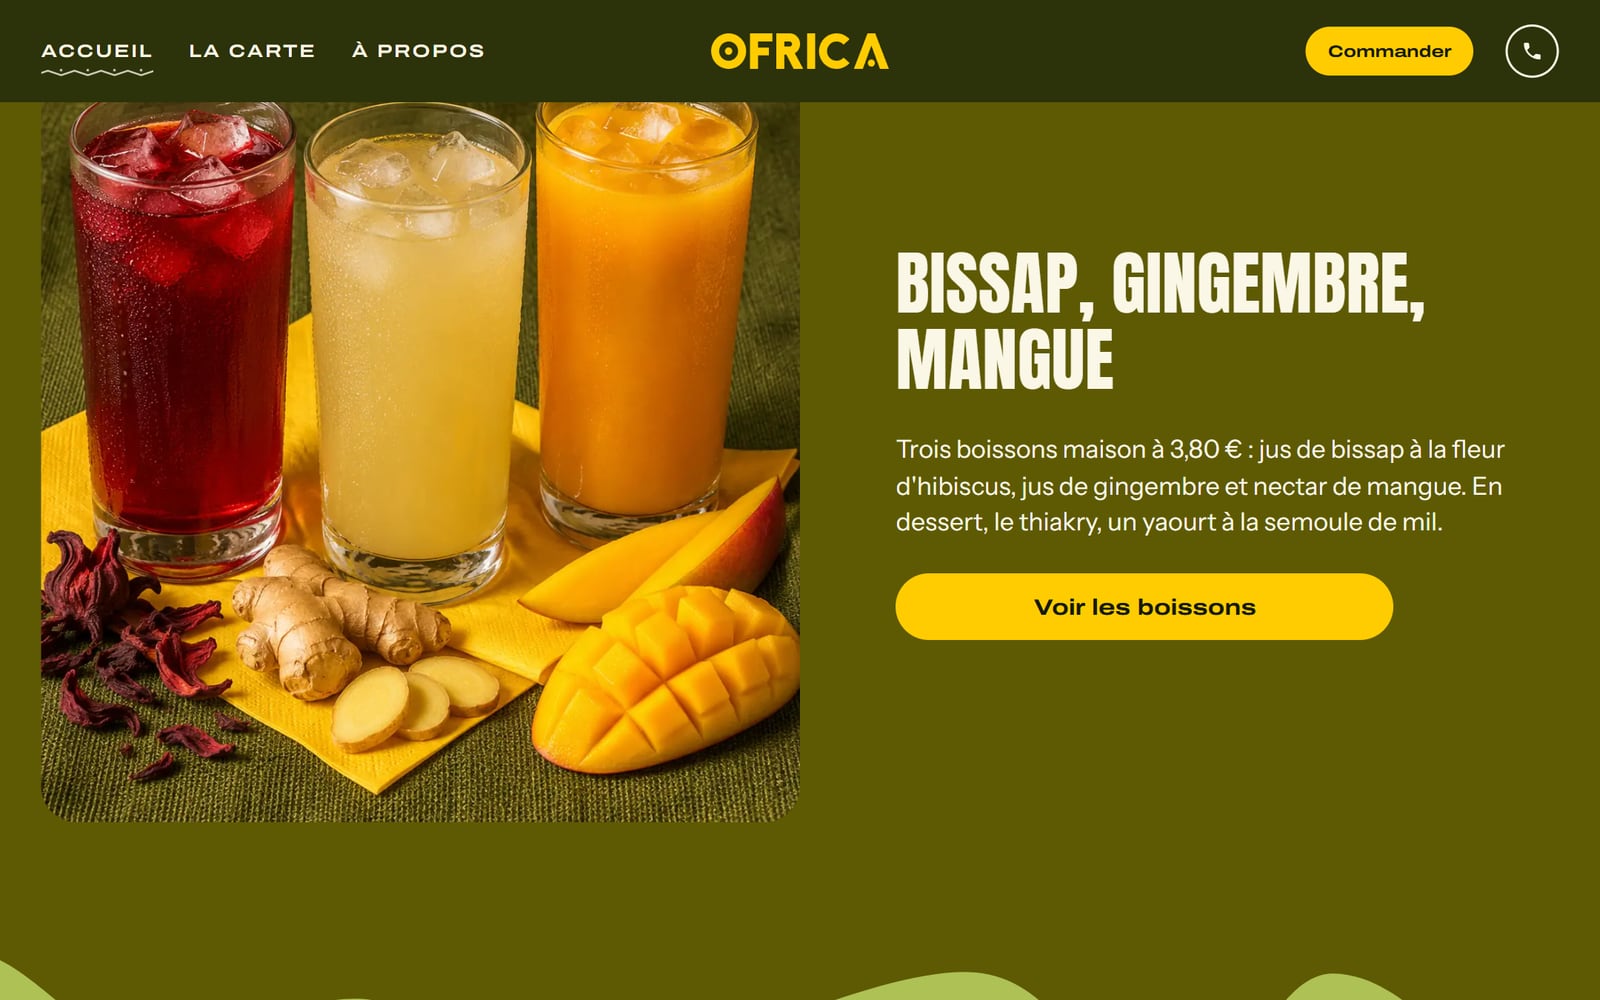 ACCUEIL LA CARTE À PROPOS OFRICA Commander
BISSAP, GINGEMBRE,
MANGUE
Trois boissons maison à 3,80 € : jus de bissap à la fleur
d'hibiscus, jus de gingembre et nectar de mangue. En
dessert, le thiakry, un yaourt à la semoule de mil.
Voir les boissons